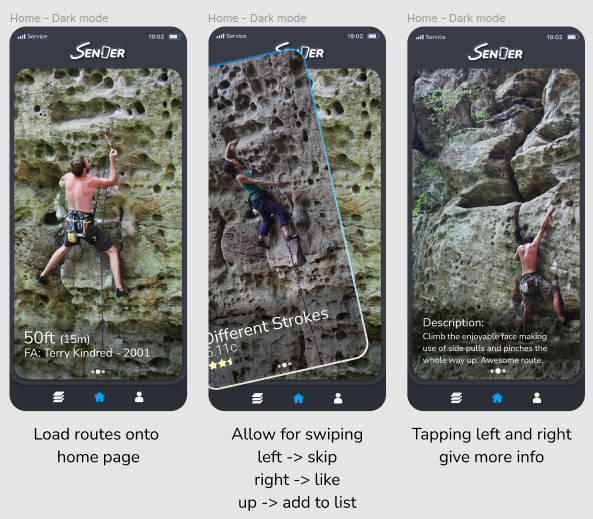 Home - Dark mode
Service
19:02
SENDER
50ft (15m)
FA: Terry Kindred - 2001
Load routes onto
home page
Home - Dark mode
Service
19:02
Different Strokes
5.11c
Allow for swiping
left -> skip
right -> like
up -> add to list
Home - Dark mode
Service
19:02
SENDER
Description:
Climb the enjoyable face making
use of side pulls and pinches the
whole way up. Awesome route.
Tapping left and right
give more info